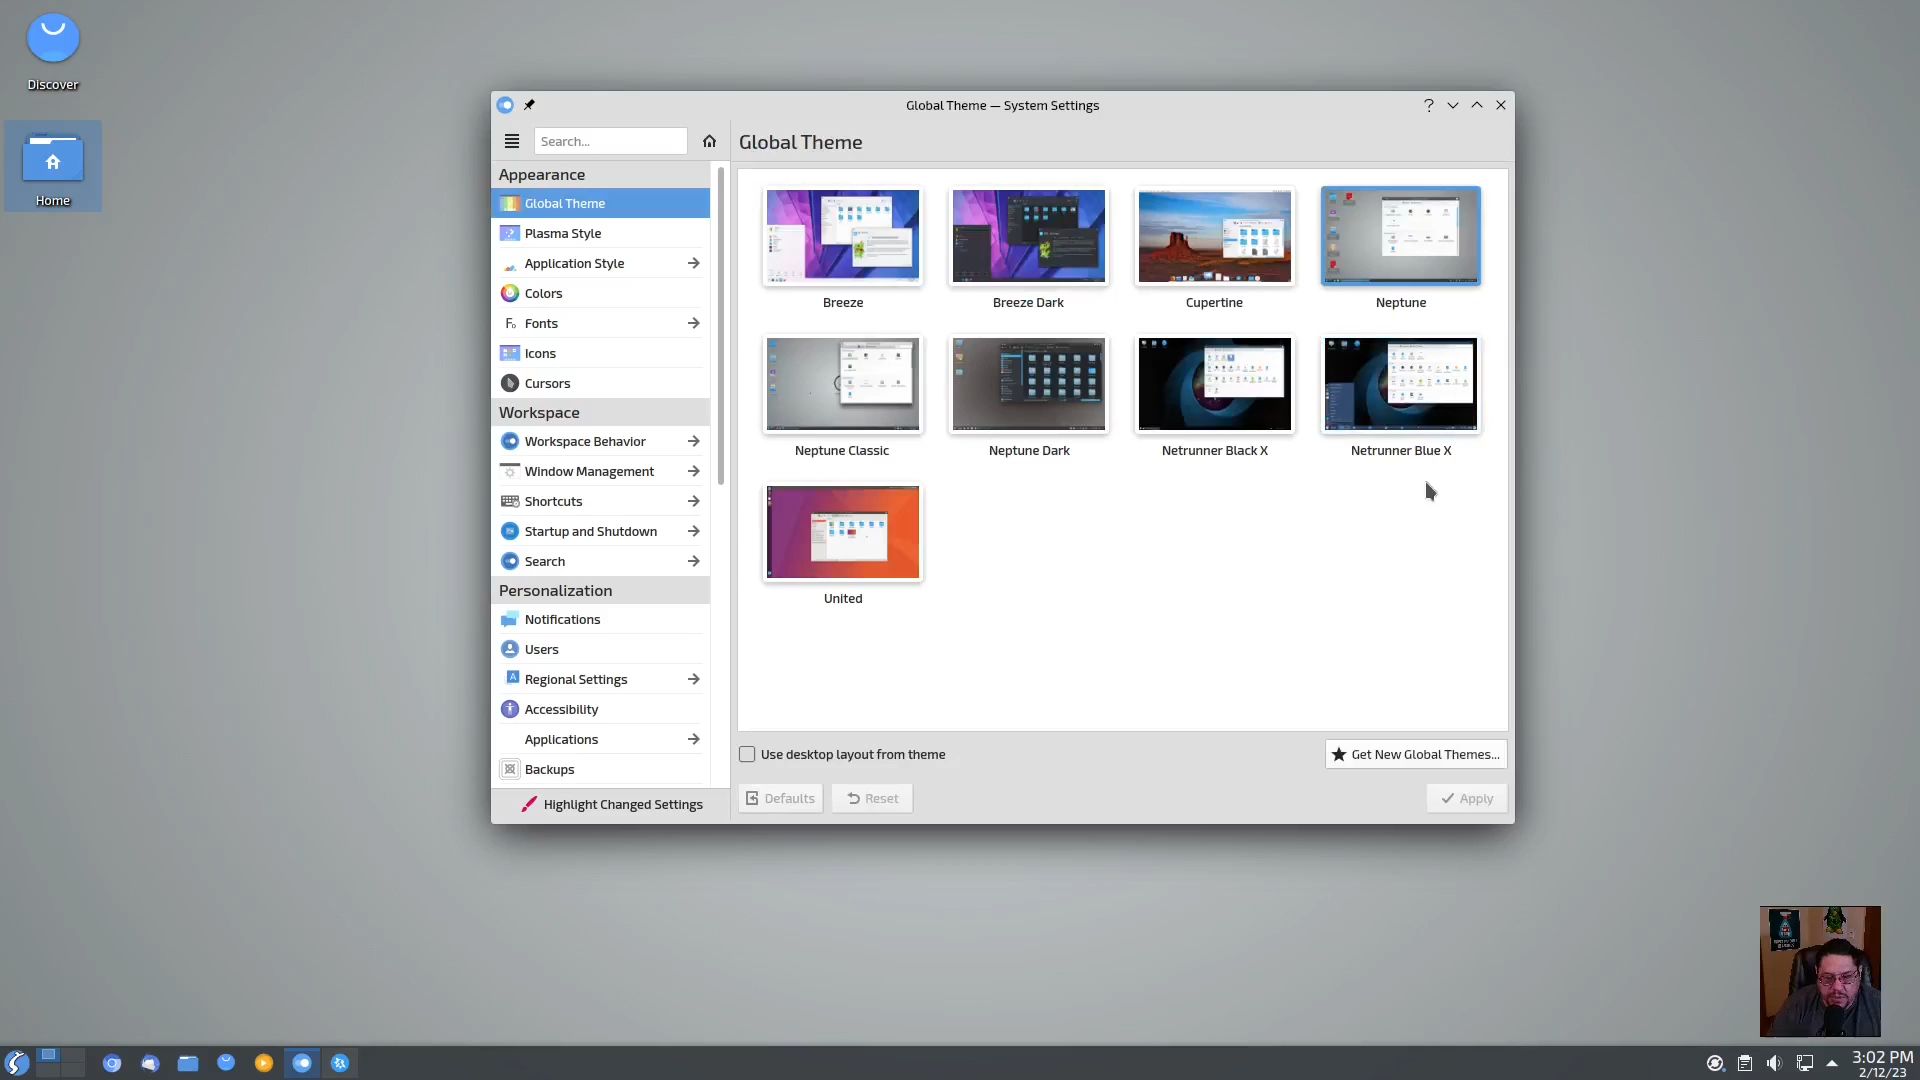 Discover
Home
Global Theme — System Settings
Search...
Global Theme
Appearance
Global Theme
Plasma Style
Application Style
Colors
Fonts
Icons
Cursors
Workspace
Workspace Behavior
Window Management
Shortcuts
Startup and Shutdown
Search
Personalization
Notifications
Users
Regional Settings
Accessibility
Applications
Backups
Highlight Changed Settings
Breeze
Breeze Dark
Cupertine
Neptune
Neptune Classic
Neptune Dark
Netrunner Black X
Netrunner Blue X
United
Use desktop layout from theme
Get New Global Themes...
Defaults
Reset
Apply
3:02 PM
2/12/23